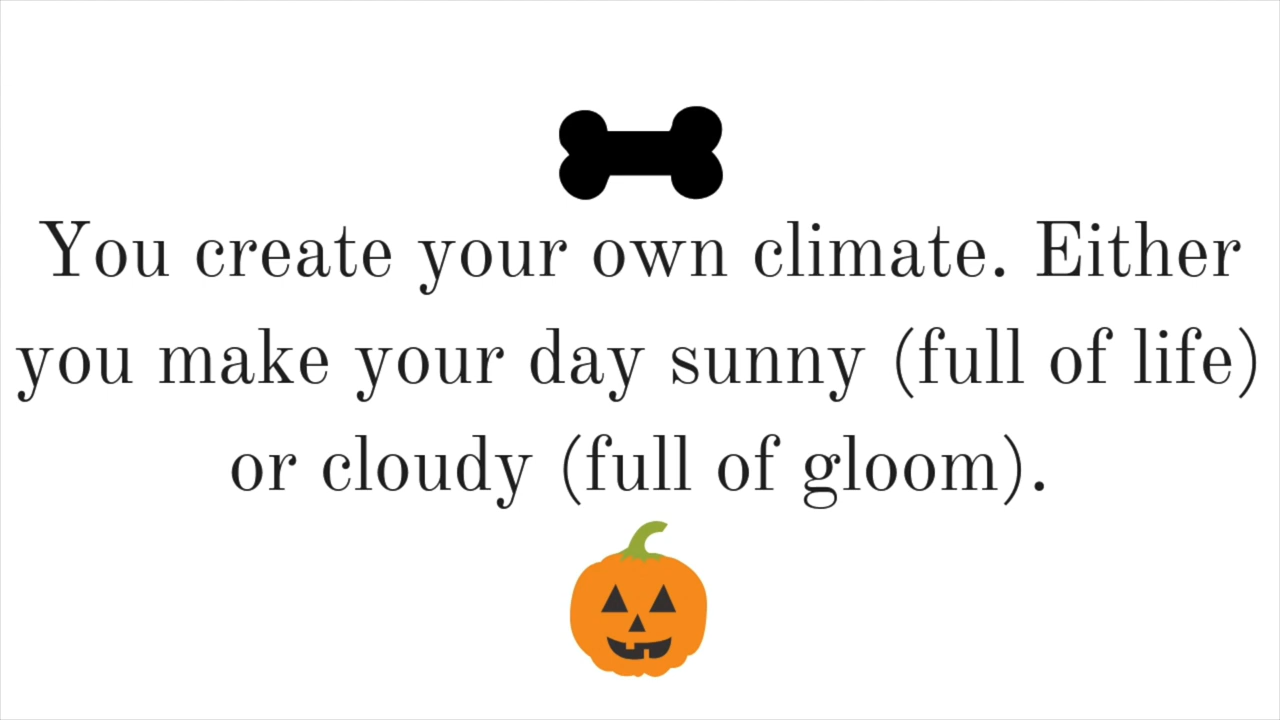 You create your own climate. Either
you make your day sunny (full of life)
or cloudy (full of gloom).